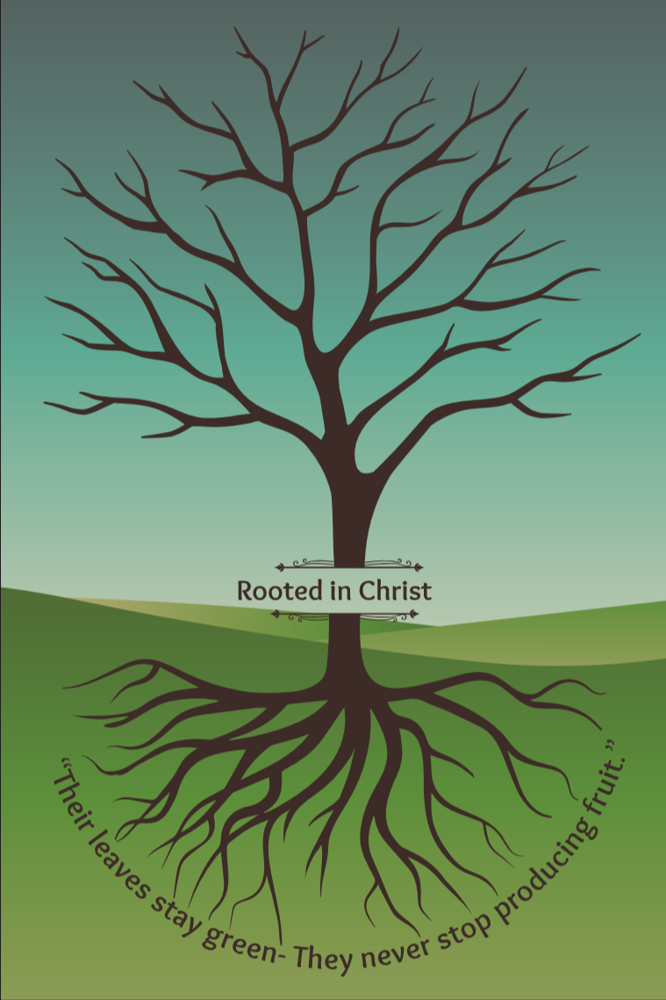 Rooted in Christ
“Their leaves stay green- They never stop producing fruit.”